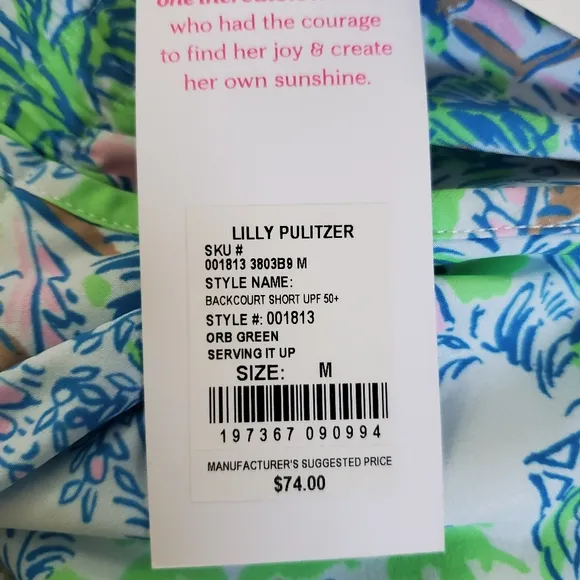 one
who had the courage
to find her joy & create
her own sunshine.
LILLY PULITZER
SKU #
001813 3803B9 M
STYLE NAME:
BACKCOURT SHORT UPF 50+
STYLE #: 001813
ORB GREEN
SERVING IT UP
SIZE: M
197367 090994
MANUFACTURER'S SUGGESTED PRICE
$74.00